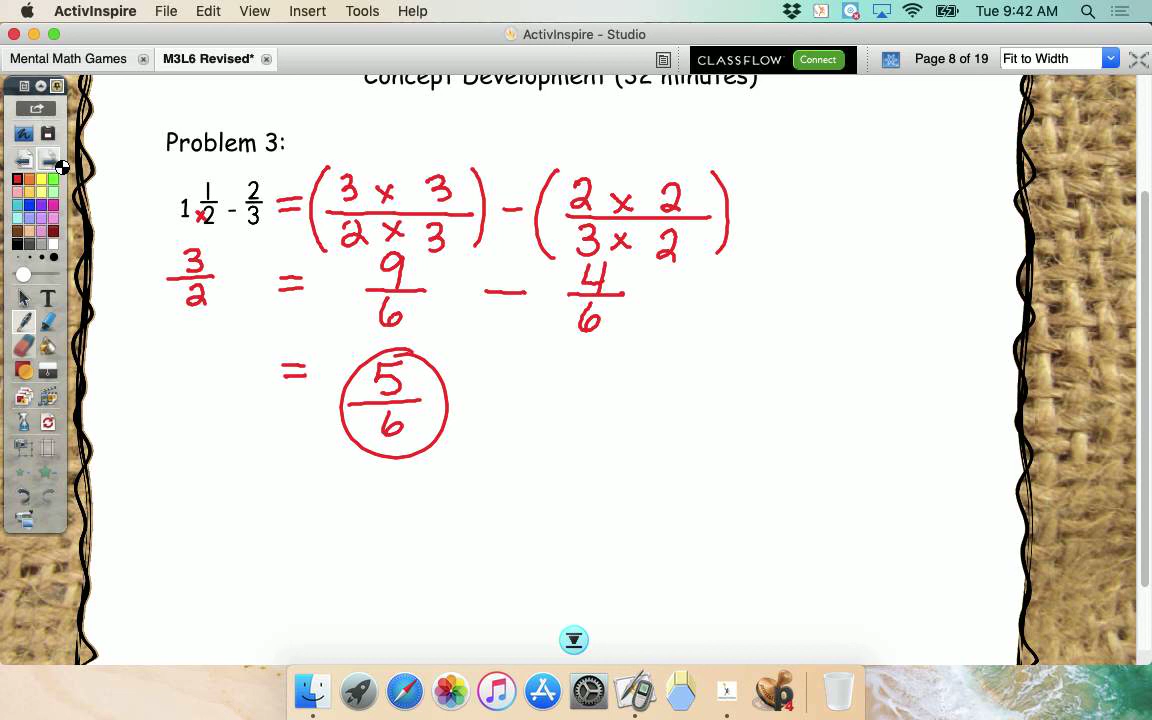 ActivInspire File Edit View Insert Tools Help Tue 9:42 AM
ActivInspire - Studio
Mental Math Games M3L6 Revised* CLASSFLOW Connect Page 8 of 19 Fit to Width
Concept Development (32 minutes)
Problem 3:
1 1/2 - 2/3 = (3 x 3 / 2 x 3) - (2 x 2 / 3 x 2)
x
3/2 = 9/6 - 4/6
= 5/6